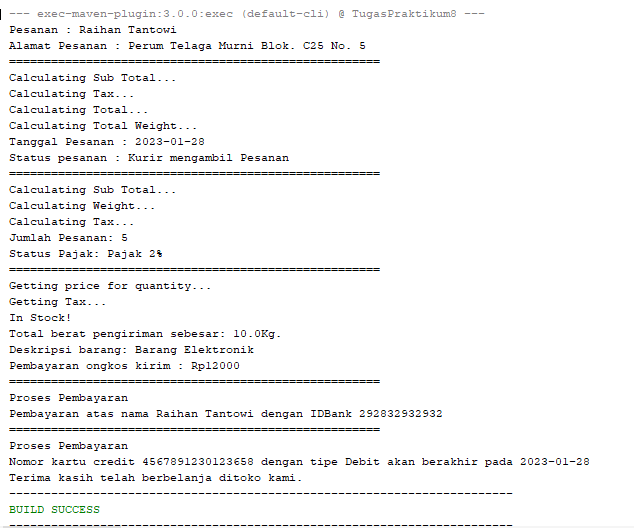 --- exec-maven-plugin:3.0.0:exec (default-cli) @ TugasPraktikum8 ---
Pesanan : Raihan Tantowi
Alamat Pesanan : Perum Telaga Murni Blok. C25 No. 5
=====================================================
Calculating Sub Total...
Calculating Tax...
Calculating Total...
Calculating Total Weight...
Tanggal Pesanan : 2023-01-28
Status pesanan : Kurir mengambil Pesanan
=====================================================
Calculating Sub Total...
Calculating Weight...
Calculating Tax...
Jumlah Pesanan: 5
Status Pajak: Pajak 2%
=====================================================
Getting price for quantity...
Getting Tax...
In Stock!
Total berat pengiriman sebesar: 10.0Kg.
Deskripsi barang: Barang Elektronik
Pembayaran ongkos kirim : Rp12000
=====================================================
Proses Pembayaran
Pembayaran atas nama Raihan Tantowi dengan IDBank 292832932932
=====================================================
Proses Pembayaran
Nomor kartu credit 4567891230123658 dengan tipe Debit akan berakhir pada 2023-01-28
Terima kasih telah berbelanja ditoko kami.
------------------------------------------------------------------------
BUILD SUCCESS
------------------------------------------------------------------------